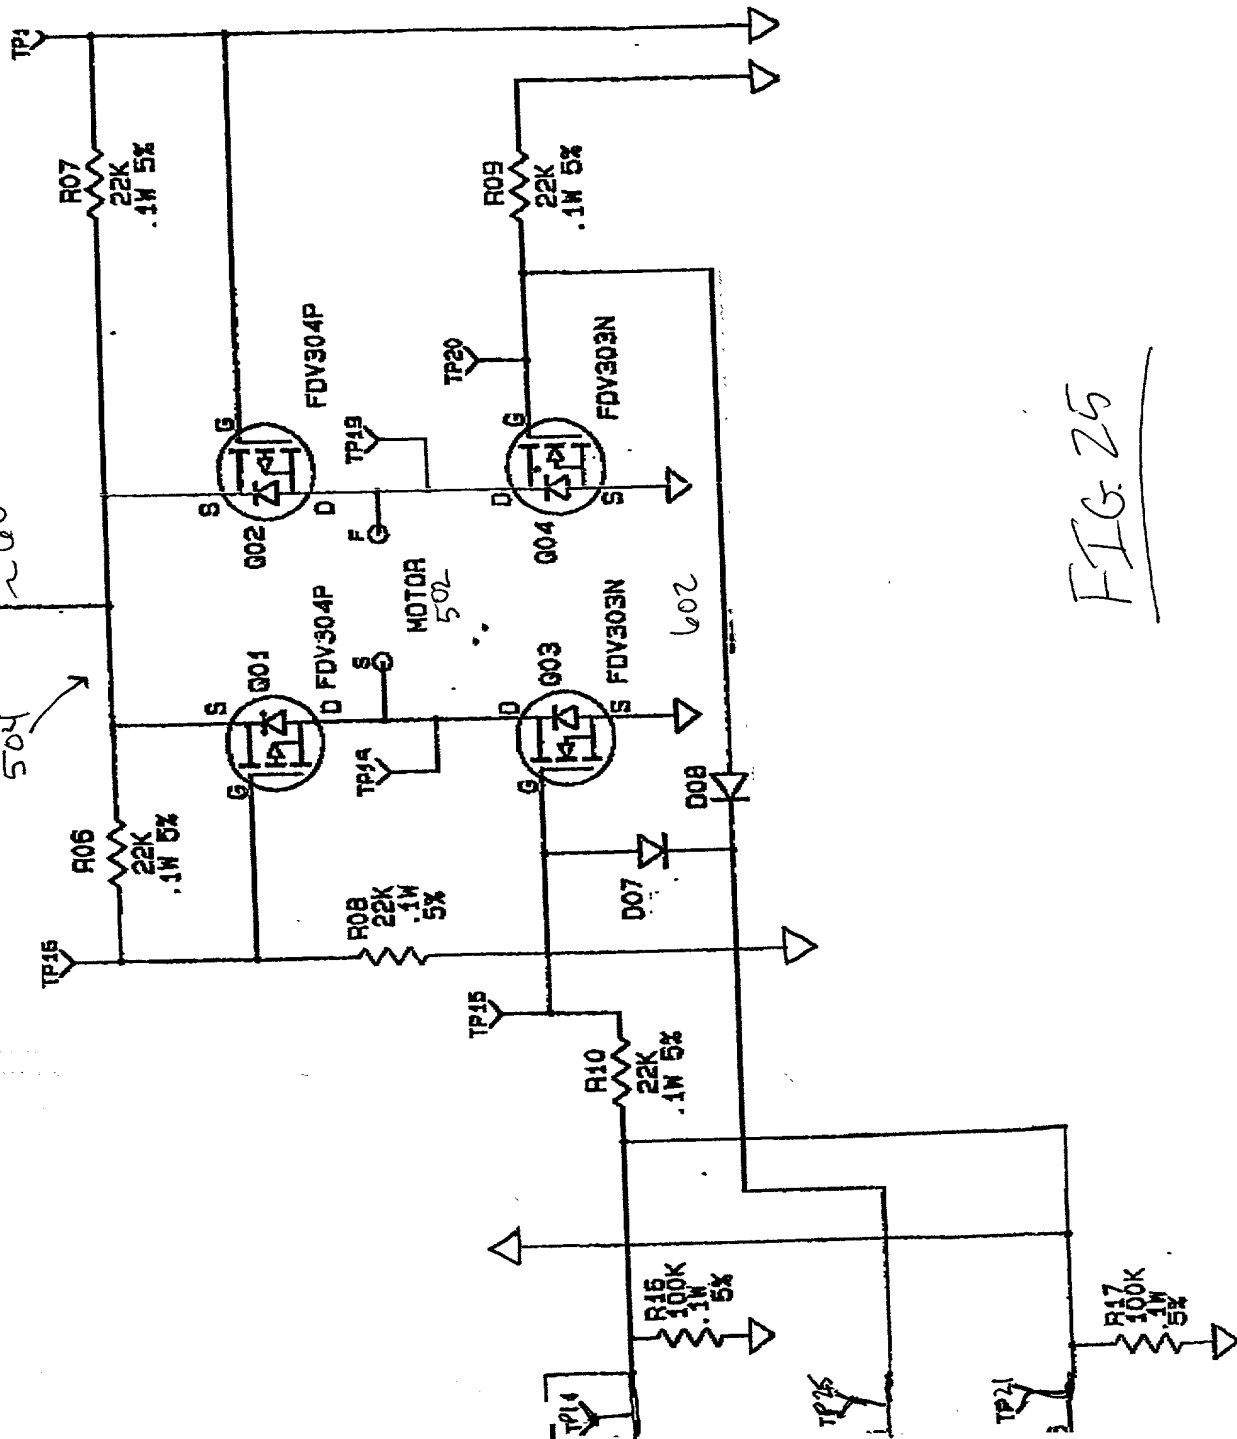 TP1
R07
22K
.1W 5%
R09
22K
.1W 5%
G
S
D
Q02
FDV304P
TP19
F
TP20
G
D
S
Q04
FDV303N
MOTOR
502
504
S
G
D
Q01
FDV304P
S
D
G
S
Q03
FDV303N
602
D08
D07
R06
22K
.1W 5%
TP16
R08
22K
.1W
5%
TP15
R10
22K
.1W 5%
R16
100K
.1W
5%
R17
100K
.1W
5%
TP14
TP25
TP21
FIG. 25